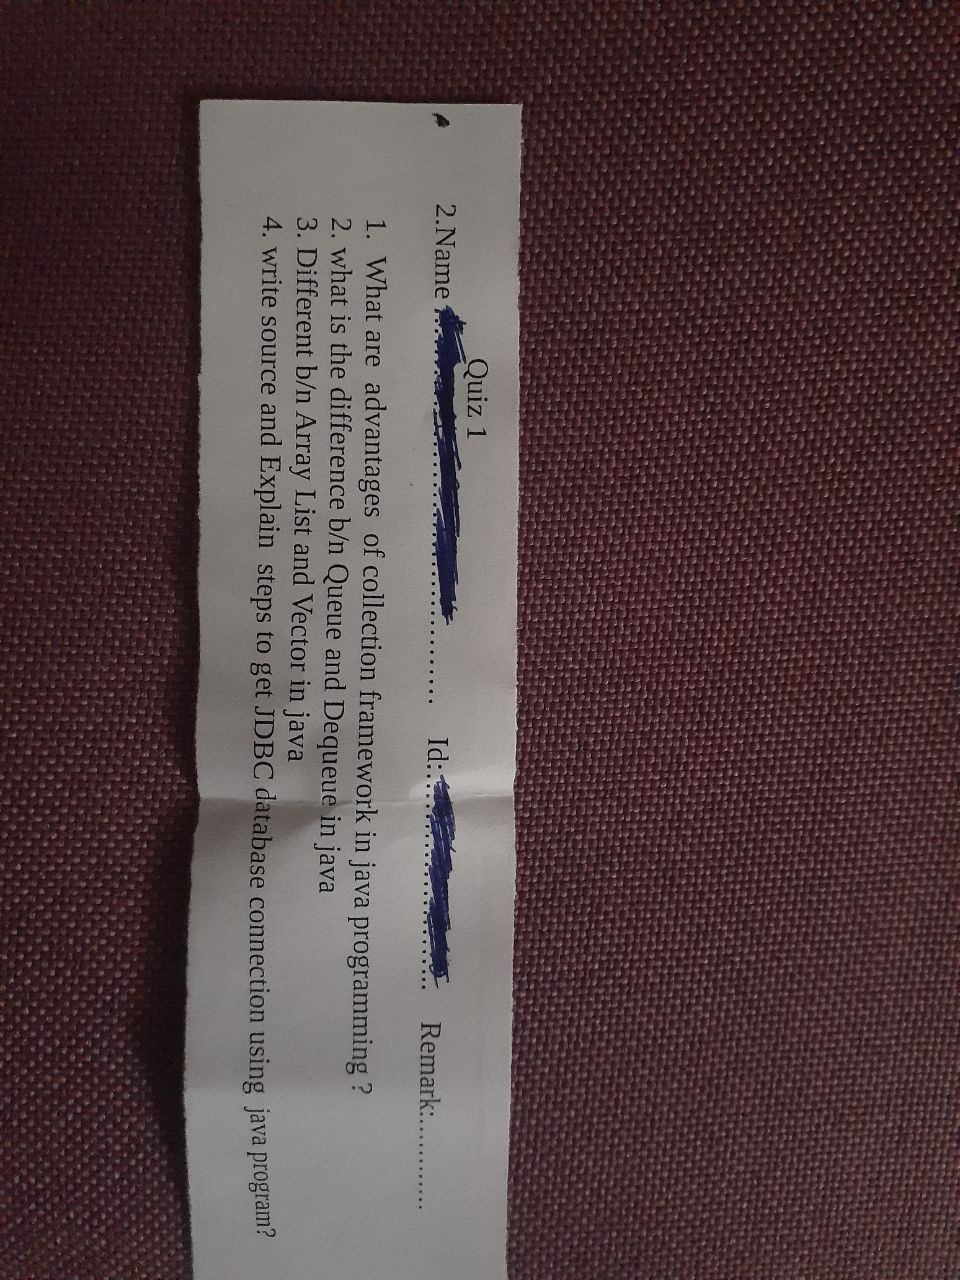 Quiz 1
2.Name :.............................. Id:........................ Remark:............
1. What are advantages of collection framework in java programming ?
2. what is the difference b/n Queue and Dequeue in java
3. Different b/n Array List and Vector in java
4. write source and Explain steps to get JDBC database connection using java program?